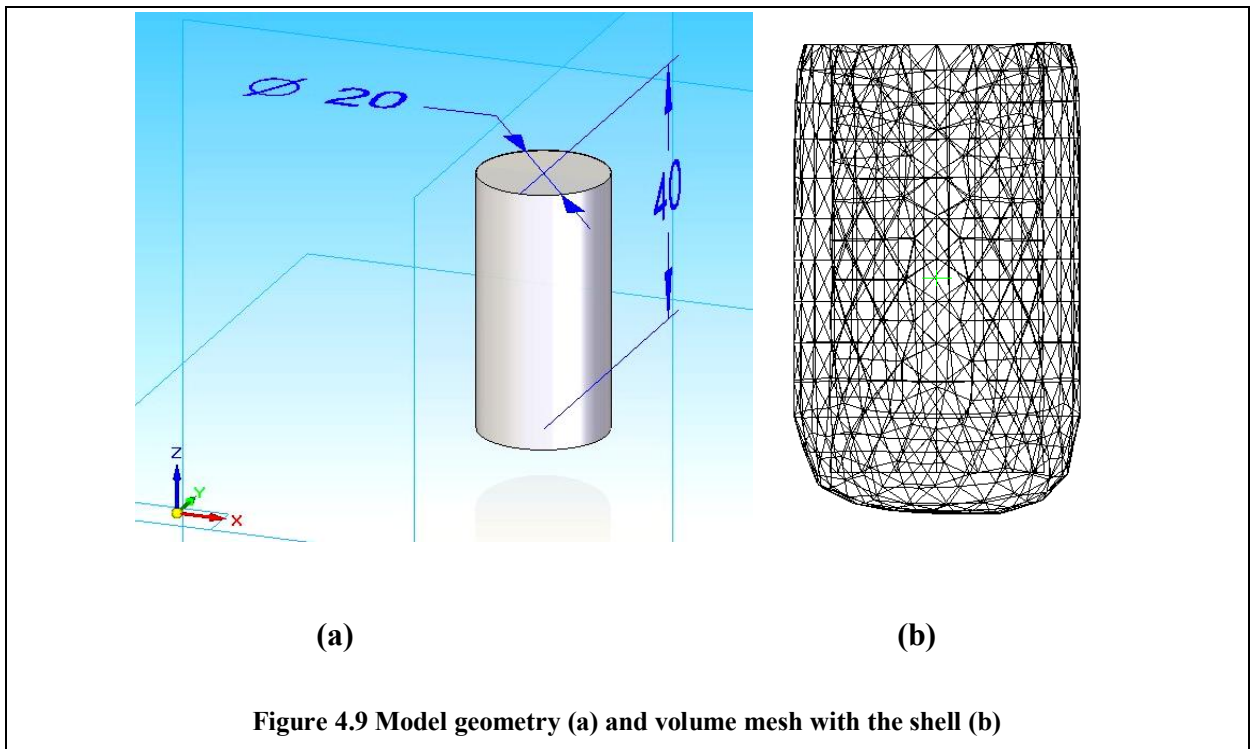 Ø 20
40
Z
Y
X
(a)
(b)
Figure 4.9 Model geometry (a) and volume mesh with the shell (b)